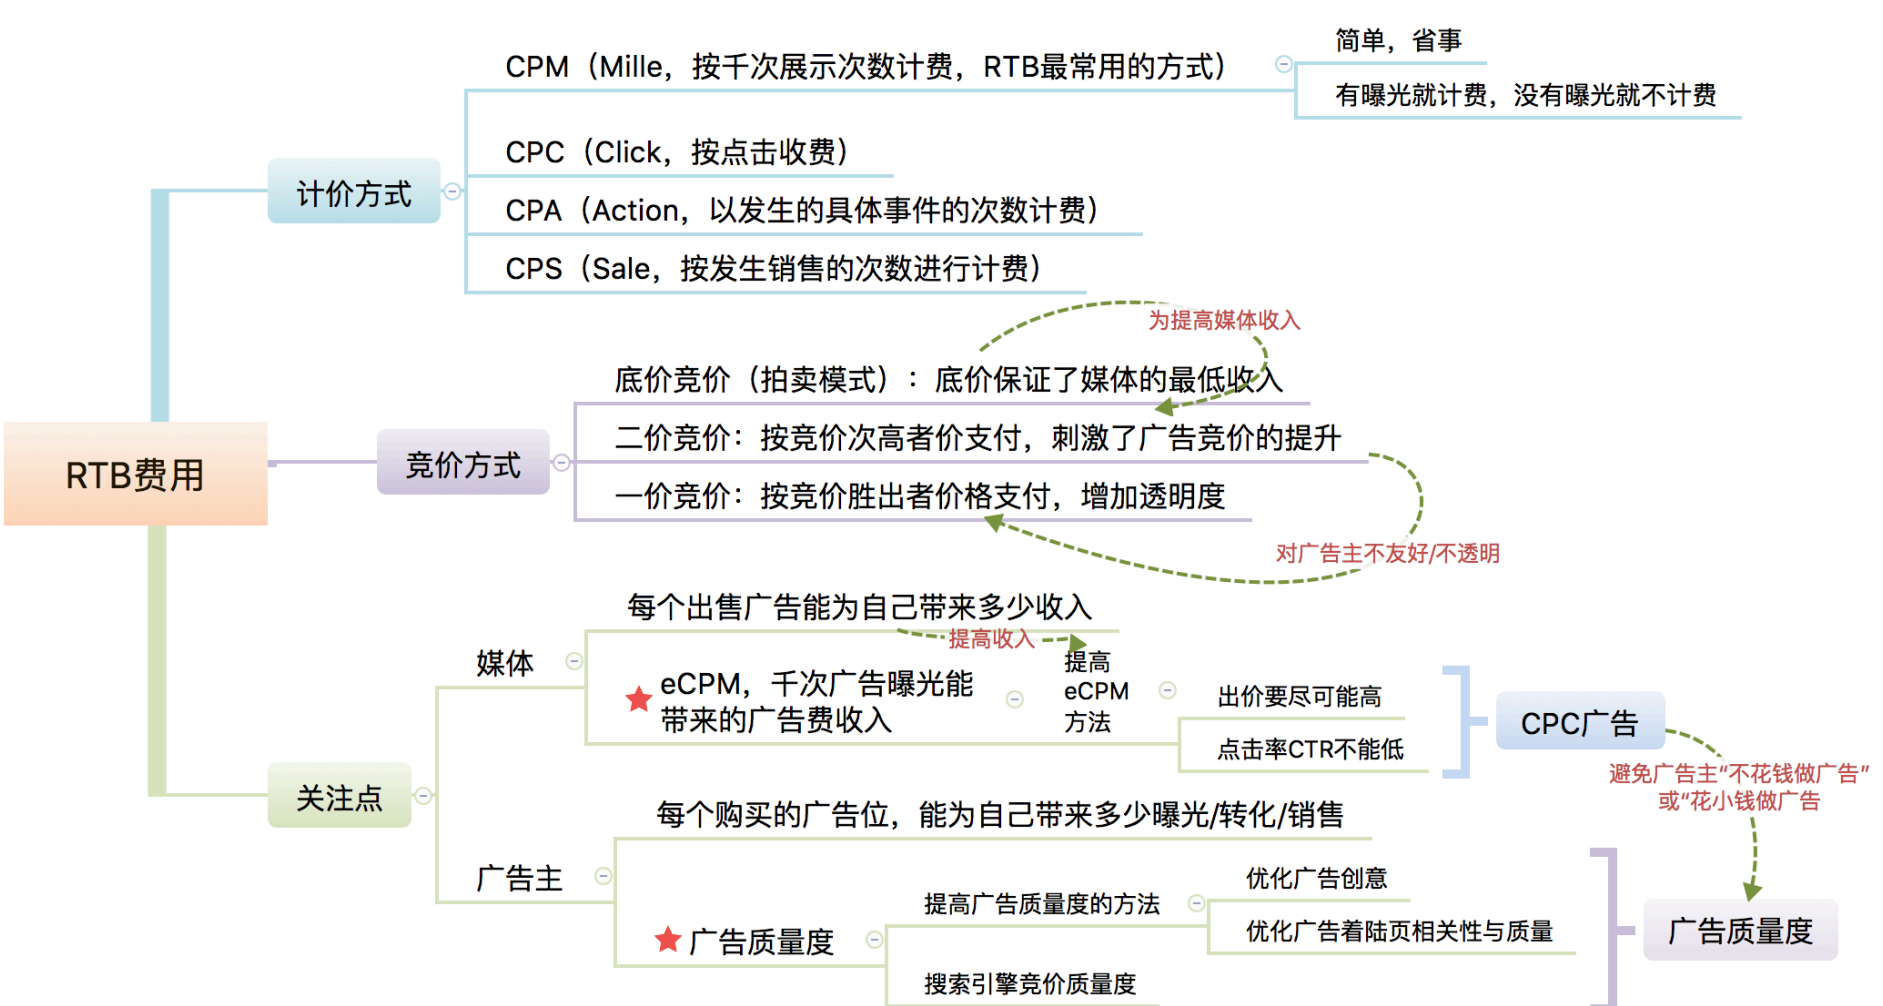 RTB费用
计价方式
CPM（Mille，按千次展示次数计费，RTB最常用的方式）
简单，省事
有曝光就计费，没有曝光就不计费
CPC（Click，按点击收费）
CPA（Action，以发生的具体事件的次数计费）
CPS（Sale，按发生销售的次数进行计费）
竞价方式
为提高媒体收入
底价竞价（拍卖模式）：底价保证了媒体的最低收入
二价竞价：按竞价次高者价支付，刺激了广告竞价的提升
一价竞价：按竞价胜出者价格支付，增加透明度
对广告主不友好/不透明
关注点
媒体
每个出售广告能为自己带来多少收入
提高收入
eCPM，千次广告曝光能
带来的广告费收入
提高
eCPM
方法
出价要尽可能高
点击率CTR不能低
CPC广告
避免广告主“不花钱做广告”
或“花小钱做广告
广告主
每个购买的广告位，能为自己带来多少曝光/转化/销售
广告质量度
提高广告质量度的方法
优化广告创意
优化广告着陆页相关性与质量
搜索引擎竞价质量度
广告质量度